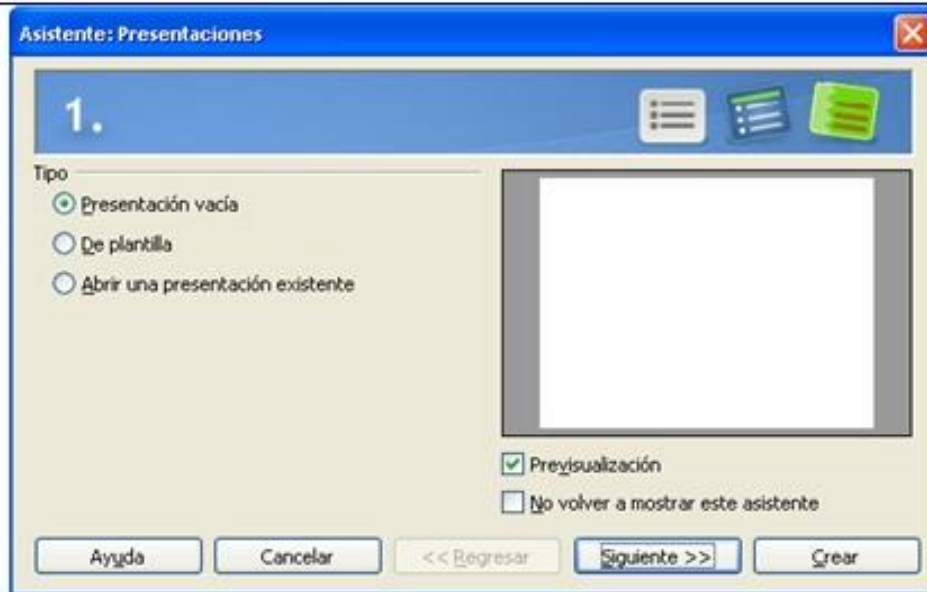 Asistente: Presentaciones
1.
Tipo
Presentación vacía
De plantilla
Abrir una presentación existente
Previsualización
No volver a mostrar este asistente
Ayuda Cancelar << Regresar Siguiente >> Crear